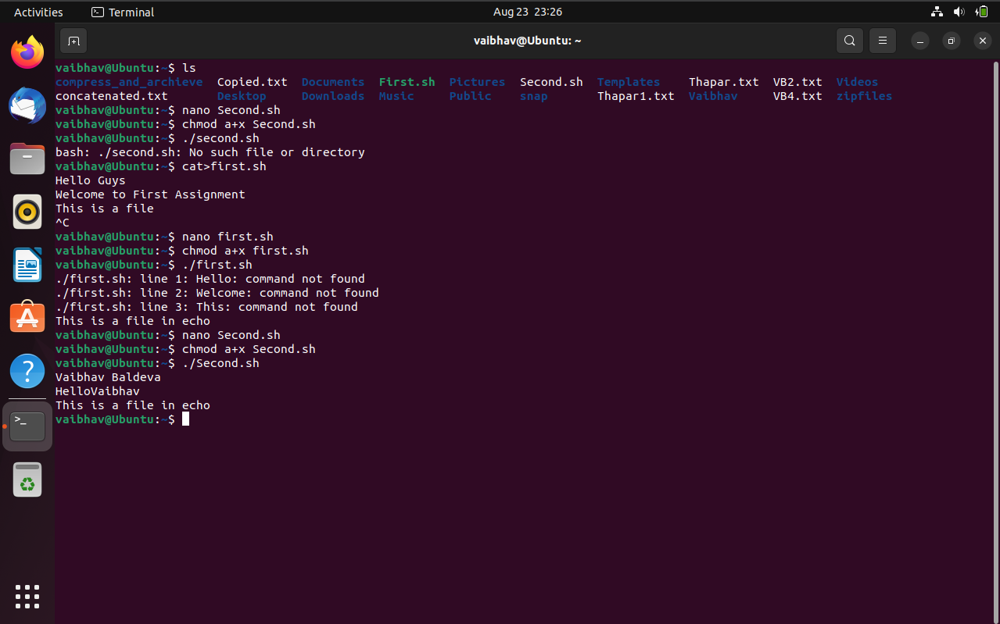 Activities Terminal Aug 23 23:26
vaibhav@Ubuntu: ~
vaibhav@Ubuntu:~$ ls
compress_and_archieve Copied.txt Documents First.sh Pictures Second.sh Templates Thapar.txt VB2.txt Videos
concatenated.txt Desktop Downloads Music Public snap Thapar1.txt Vaibhav VB4.txt zipfiles
vaibhav@Ubuntu:~$ nano Second.sh
vaibhav@Ubuntu:~$ chmod a+x Second.sh
vaibhav@Ubuntu:~$ ./second.sh
bash: ./second.sh: No such file or directory
vaibhav@Ubuntu:~$ cat>first.sh
Hello Guys
Welcome to First Assignment
This is a file
^C
vaibhav@Ubuntu:~$ nano first.sh
vaibhav@Ubuntu:~$ chmod a+x first.sh
vaibhav@Ubuntu:~$ ./first.sh
./first.sh: line 1: Hello: command not found
./first.sh: line 2: Welcome: command not found
./first.sh: line 3: This: command not found
This is a file in echo
vaibhav@Ubuntu:~$ nano Second.sh
vaibhav@Ubuntu:~$ chmod a+x Second.sh
vaibhav@Ubuntu:~$ ./Second.sh
Vaibhav Baldeva
HelloVaibhav
This is a file in echo
vaibhav@Ubuntu:~$